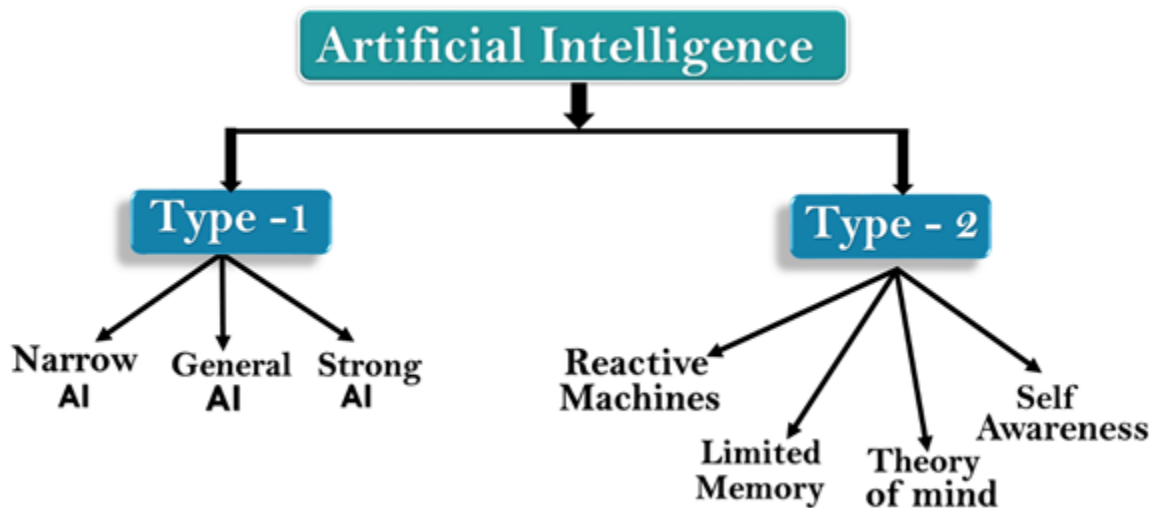 Artificial Intelligence
Type -1
Type - 2
Narrow
AI
General
AI
Strong
AI
Reactive
Machines
Limited
Memory
Theory
of mind
Self
Awareness